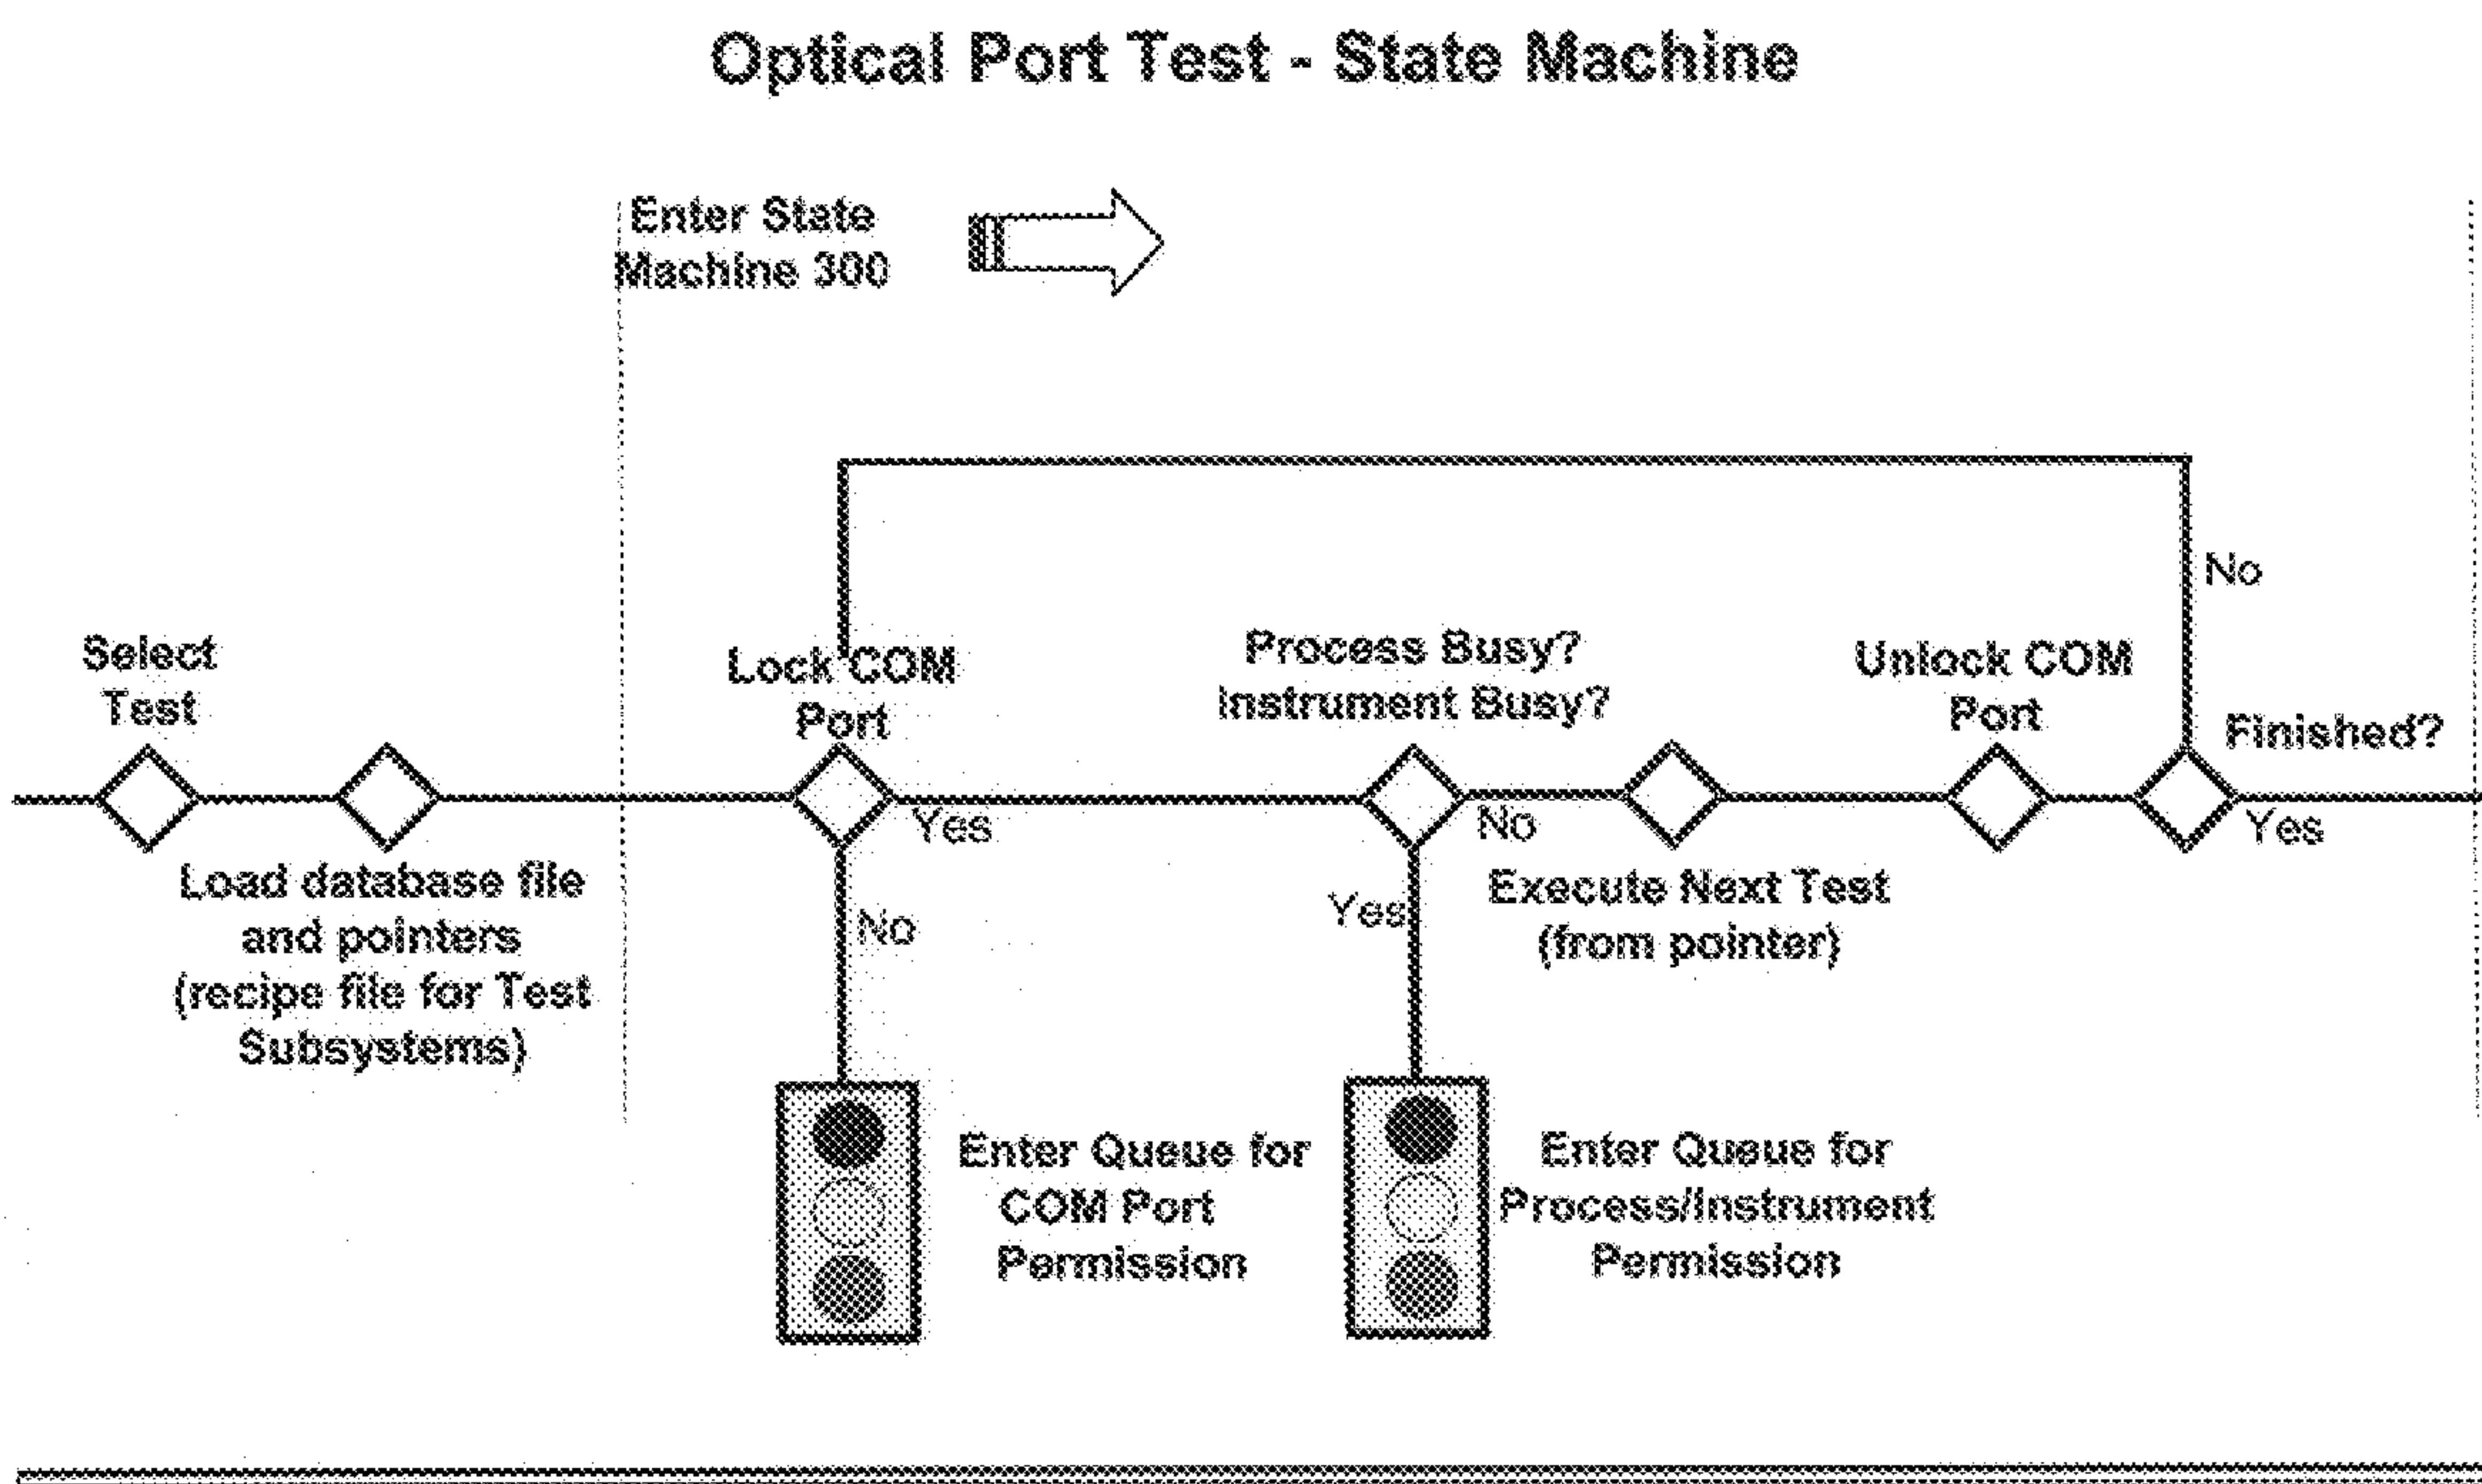 Optical Port Test - State Machine
Enter State
Machine 300
No
Select
Test
Lock COM
Port
Process Busy?
Instrument Busy?
Unlock COM
Port
Finished?
Yes
No
Yes
Load database file
and pointers
(recipe file for Test
Subsystems)
No
Yes
Execute Next Test
(from pointer)
Enter Queue for
COM Port
Permission
Enter Queue for
Process/Instrument
Permission